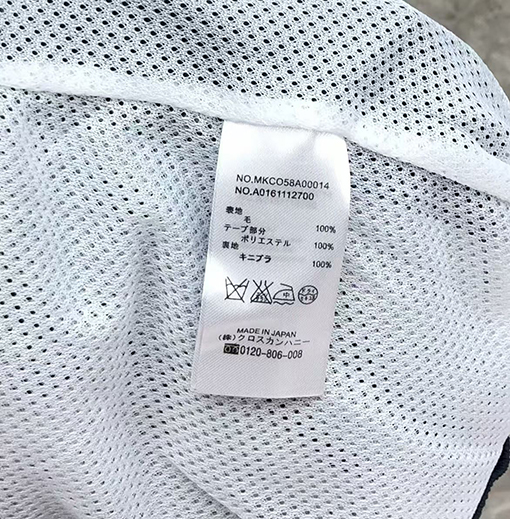 NO.MKCO58A00014
NO.A0161112700
表地
毛 100%
テープ部分
ポリエステル 100%
裏地
キュプラ 100%
MADE IN JAPAN
(株)クロスカンパニー
0120-806-008